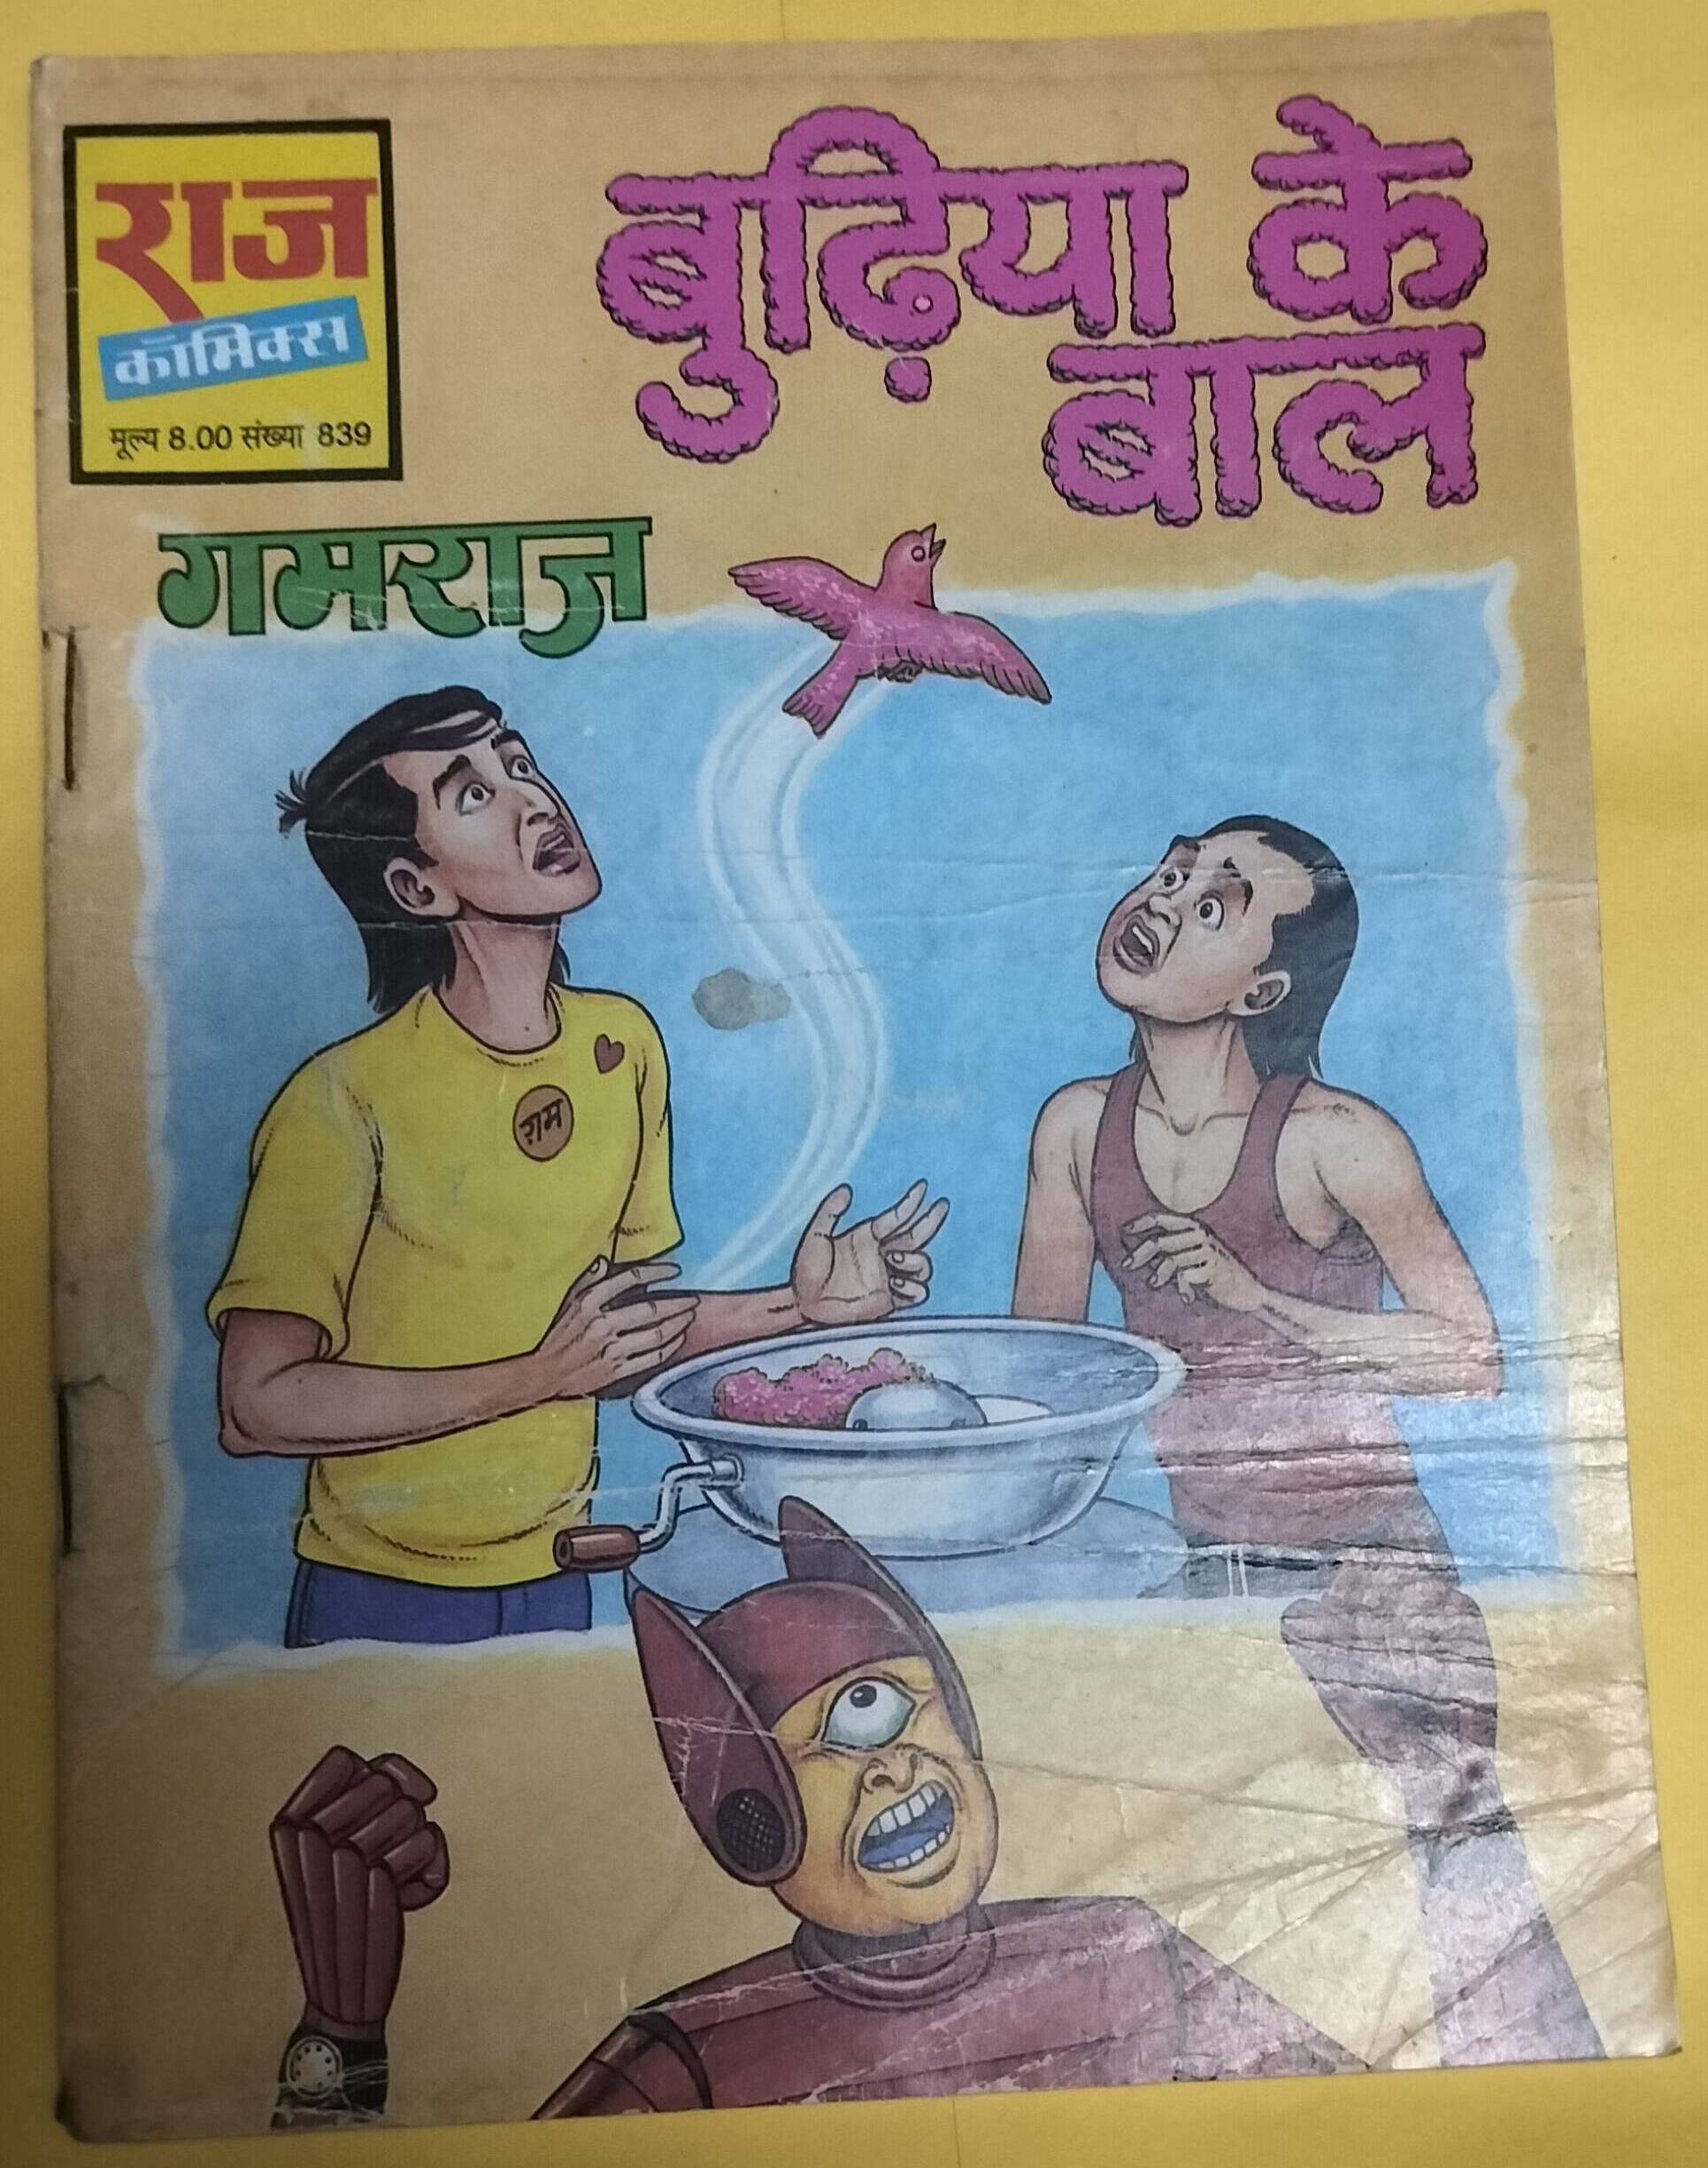 राज
कॉमिक्स
मूल्य 8.00 संख्या 839
बुढ़िया के
बाल
गमराज
ग़म